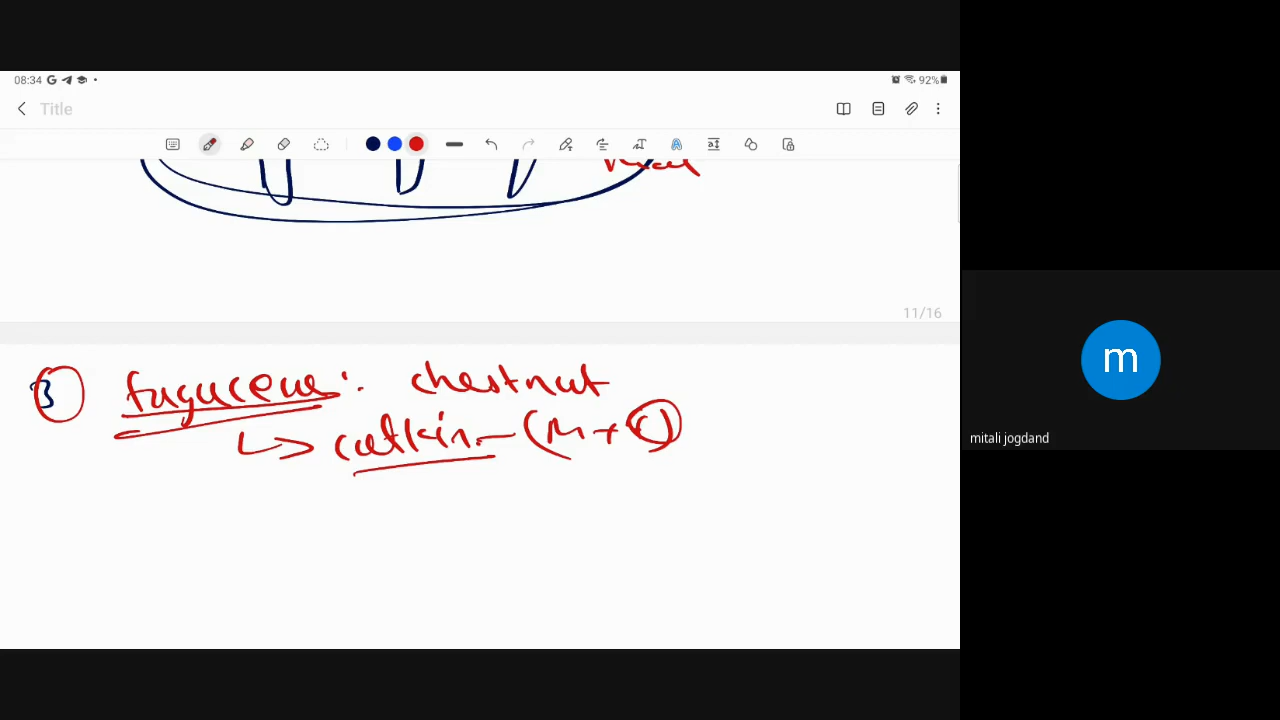 08:34
92%
Title
11/16
3 fagaceae: chestnut
↳ catkin - (M+C)
m
mitali jogdand